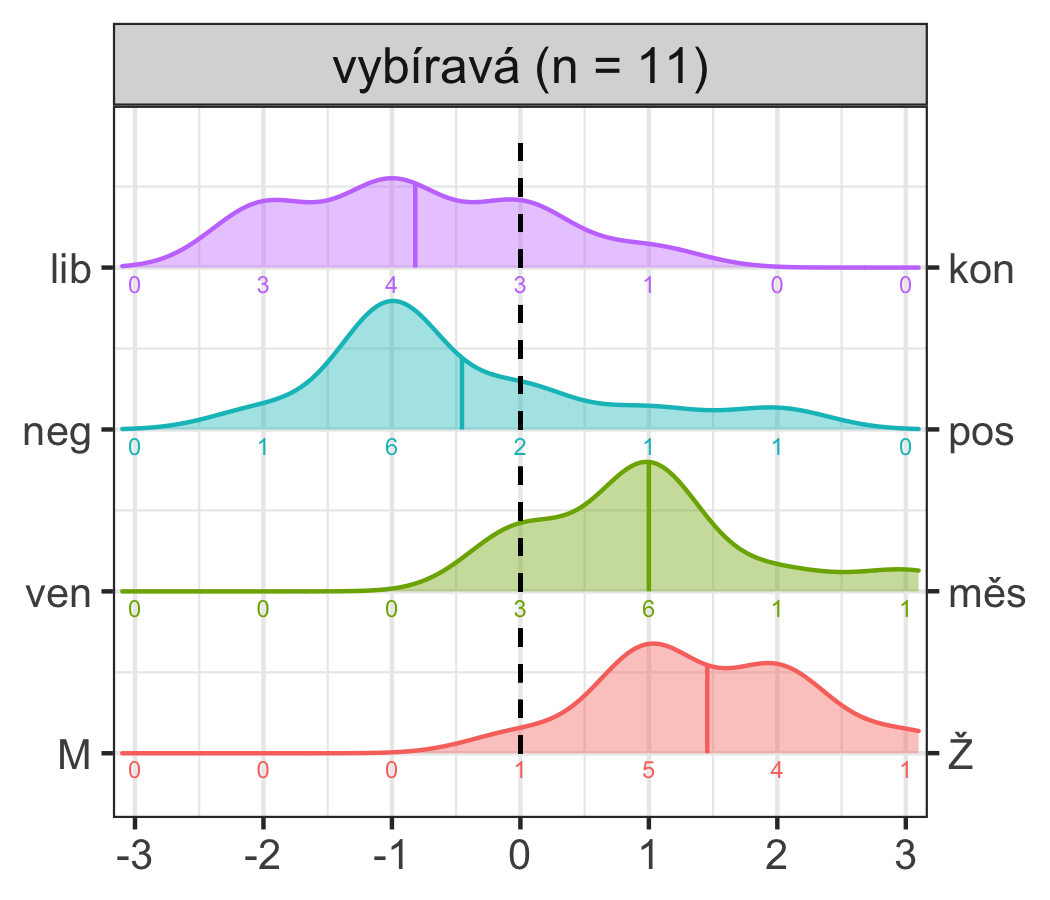 vybíravá (n = 11)
lib kon
0 3 4 3 1 0 0
neg pos
0 1 6 2 1 1 0
ven měs
0 0 0 3 6 1 1
M Ž
0 0 0 1 5 4 1
-3 -2 -1 0 1 2 3